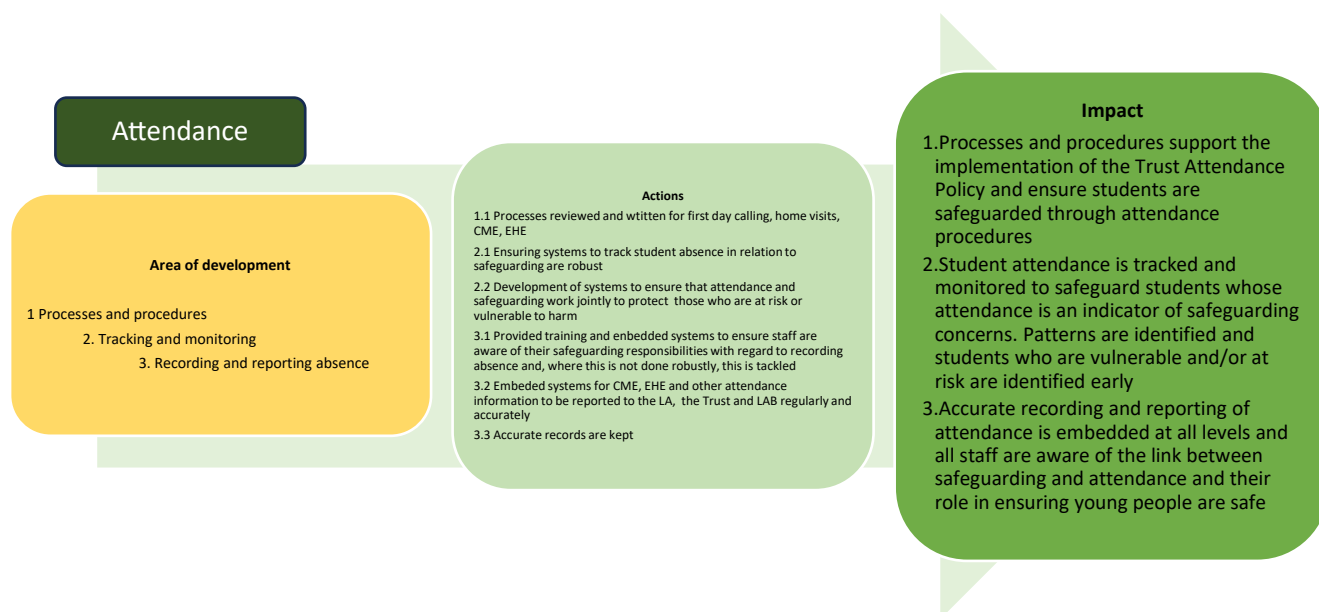 Attendance
Area of development
1 Processes and procedures
2. Tracking and monitoring
3. Recording and reporting absence
Actions
1.1 Processes reviewed and wtitten for first day calling, home visits,
CME, EHE
2.1 Ensuring systems to track student absence in relation to
safeguarding are robust
2.2 Development of systems to ensure that attendance and
safeguarding work jointly to protect those who are at risk or
vulnerable to harm
3.1 Provided training and enbedded systems to ensure staff are
aware of their safeguarding responsibilities with regard to recording
absence and, where this is not done robustly, this is tackled
3.2 Embeded systems for CME, EHE and other attendance
information to be reported to the LA, the Trust and LAB regularly and
accurately
3.3 Accurate records are kept
Impact
1.Processes and procedures support the
implementation of the Trust Attendance
Policy and ensure students are
safeguarded through attendance
procedures
2.Student attendance is tracked and
monitored to safeguard students whose
attendance is an indicator of safeguarding
concerns. Patterns are identified and
students who are vulnerable and/or at
risk are identified early
3.Accurate recording and reporting of
attendance is embedded at all levels and
all staff are aware of the link between
safeguarding and attendance and their
role in ensuring young people are safe